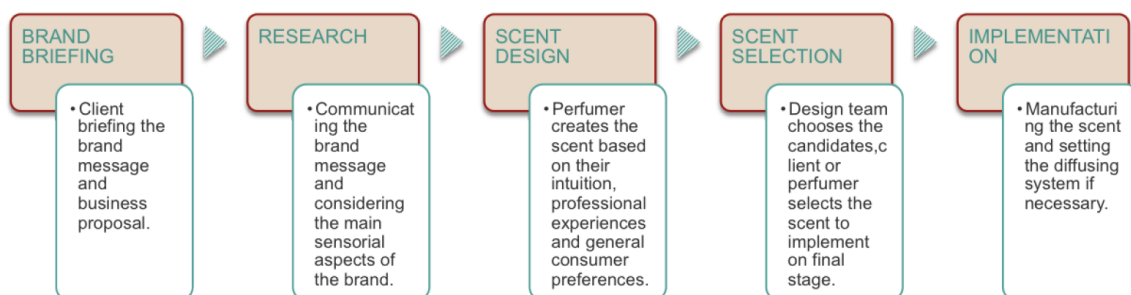 BRAND
BRIEFING
• Client
briefing the
brand
message
and
business
proposal.
RESEARCH
• Communicat
ing the
brand
message
and
considering
the main
sensorial
aspects of
the brand.
SCENT
DESIGN
• Perfumer
creates the
scent based
on their
intuition,
professional
experiences
and general
consumer
preferences.
SCENT
SELECTION
• Design team
chooses the
candidates,c
lient or
perfumer
selects the
scent to
implement
on final
stage.
IMPLEMENTATI
ON
• Manufacturi
ng the scent
and setting
the diffusing
system if
necessary.